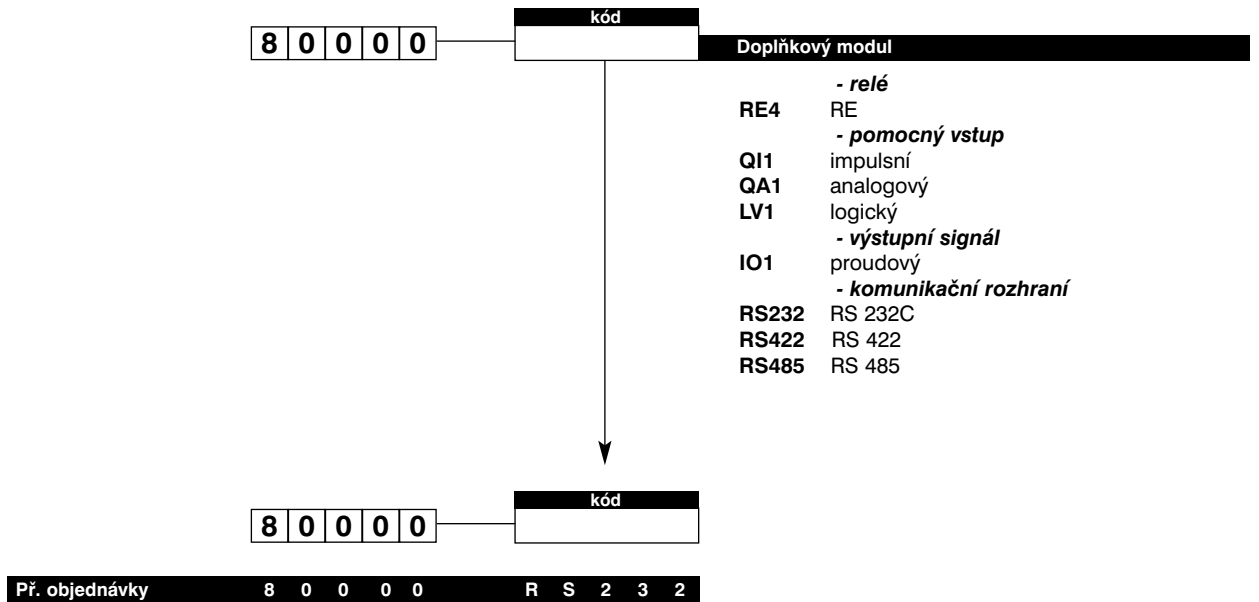 kód
8 0 0 0 0
Doplňkový modul
- relé
RE4 RE
- pomocný vstup
QI1 impulsní
QA1 analogový
LV1 logický
- výstupní signál
IO1 proudový
- komunikační rozhraní
RS232 RS 232C
RS422 RS 422
RS485 RS 485
kód
8 0 0 0 0
Př. objednávky 8 0 0 0 0 R S 2 3 2